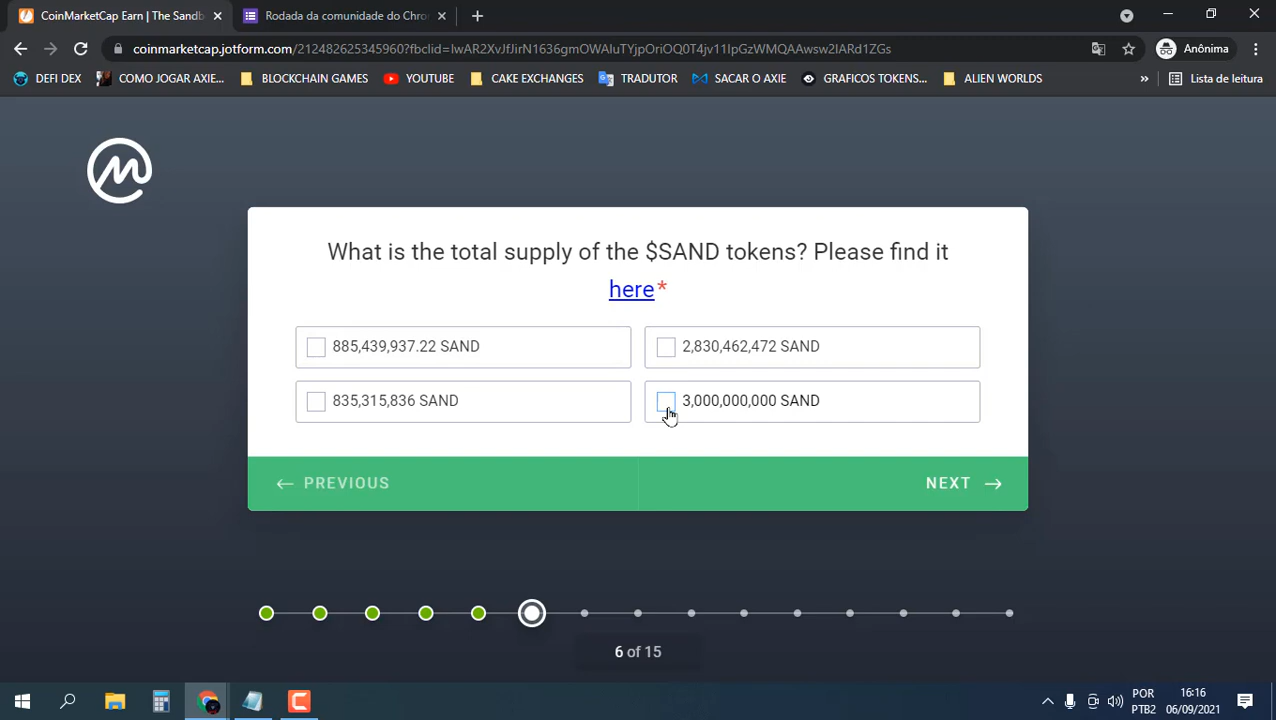 CoinMarketCap Earn | The Sandb
Rodada da comunidade do Chro
coinmarketcap.jotform.com/212482625345960?fbclid=IwAR2XvJfJirN1636gmOWAIuTYjpOriOQ0T4jv11IpGzWMQAAwsw2IARd1ZGs
Anônima
DEFI DEX
COMO JOGAR AXIE...
BLOCKCHAIN GAMES
YOUTUBE
CAKE EXCHANGES
TRADUTOR
SACAR O AXIE
GRAFICOS TOKENS...
ALIEN WORLDS
»
Lista de leitura
What is the total supply of the $SAND tokens? Please find it
here*
885,439,937.22 SAND
2,830,462,472 SAND
835,315,836 SAND
3,000,000,000 SAND
← PREVIOUS
NEXT →
6 of 15
POR
PTB2
16:16
06/09/2021